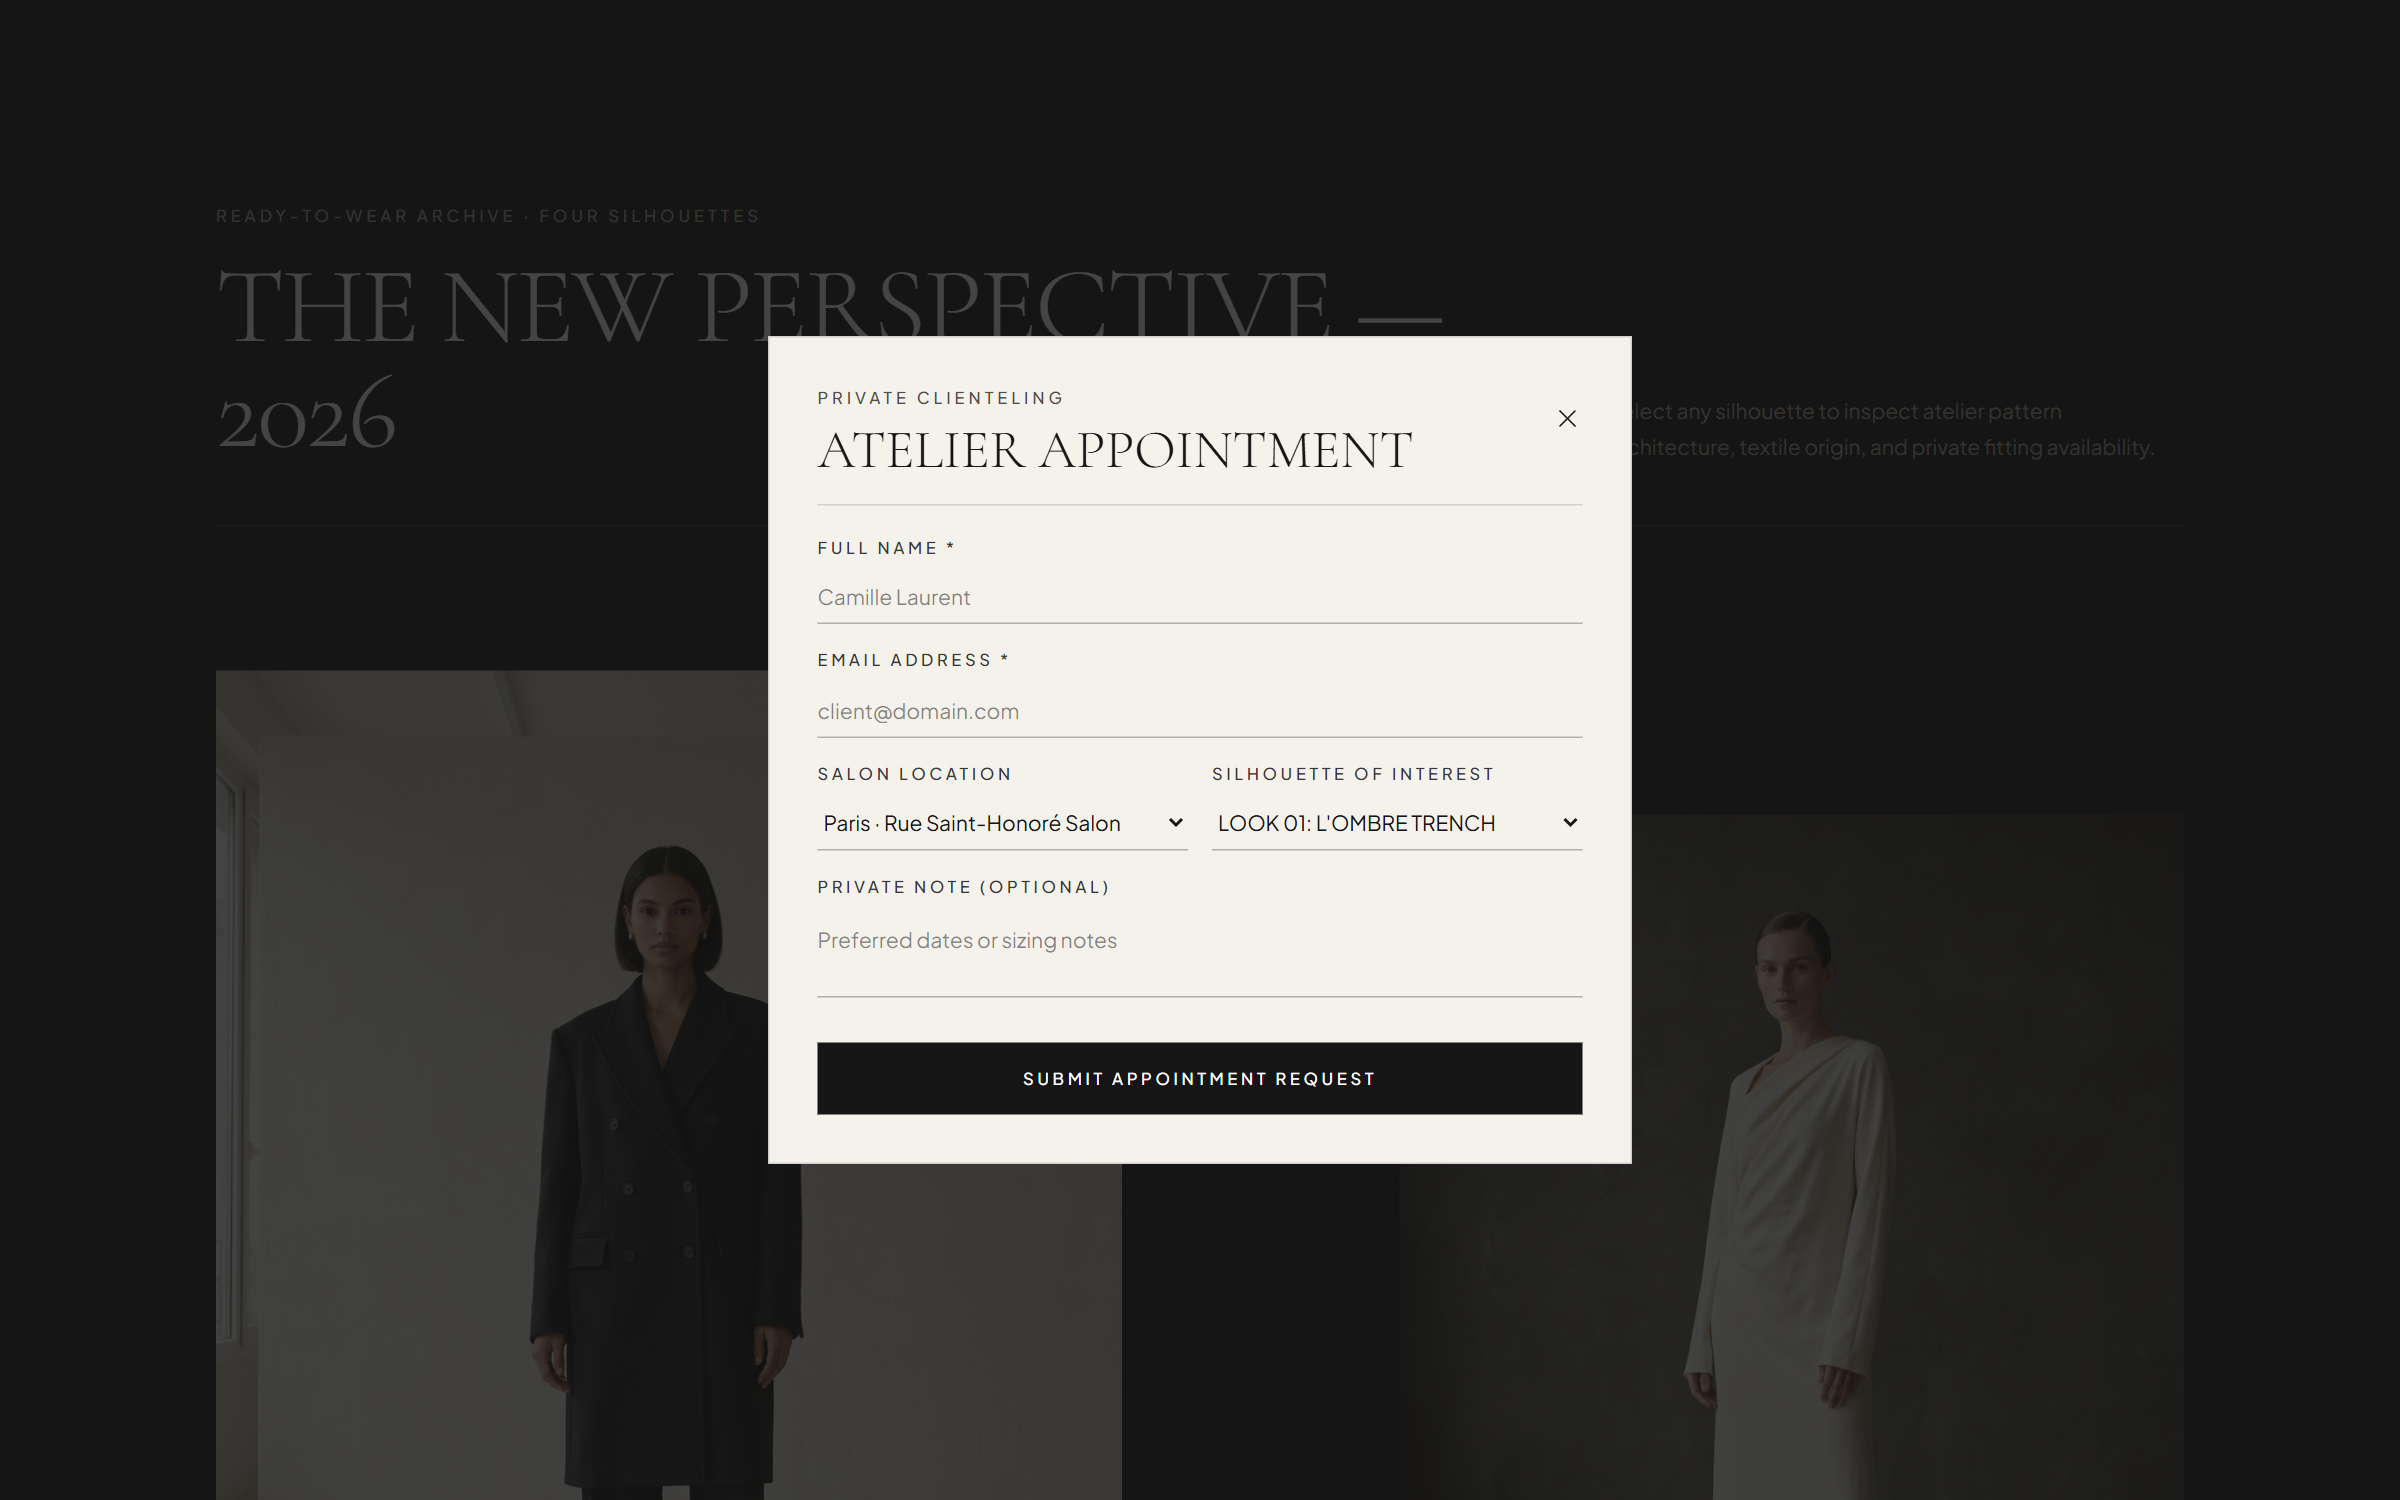 READY-TO-WEAR ARCHIVE · FOUR SILHOUETTES
THE NEW PERSPECTIVE —
2026
any silhouette to inspect atelier pattern
textile origin, and private fitting availability.
PRIVATE CLIENTELING
ATELIER APPOINTMENT
FULL NAME *
Camille Laurent
EMAIL ADDRESS *
client@domain.com
SALON LOCATION
Paris · Rue Saint-Honoré Salon
SILHOUETTE OF INTEREST
LOOK 01: L'OMBRE TRENCH
PRIVATE NOTE (OPTIONAL)
Preferred dates or sizing notes
SUBMIT APPOINTMENT REQUEST